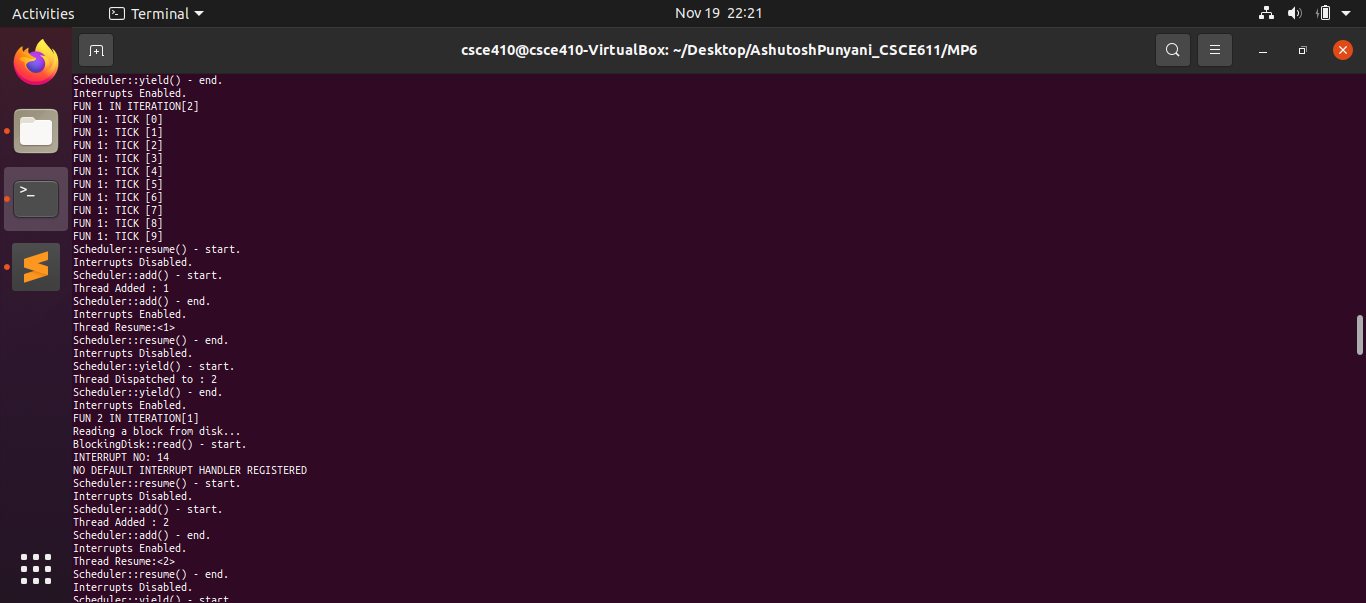 Activities Terminal Nov 19 22:21
csce410@csce410-VirtualBox: ~/Desktop/AshutoshPunyani_CSCE611/MP6
Scheduler::yield() - end.
Interrupts Enabled.
FUN 1 IN ITERATION[2]
FUN 1: TICK [0]
FUN 1: TICK [1]
FUN 1: TICK [2]
FUN 1: TICK [3]
FUN 1: TICK [4]
FUN 1: TICK [5]
FUN 1: TICK [6]
FUN 1: TICK [7]
FUN 1: TICK [8]
FUN 1: TICK [9]
Scheduler::resume() - start.
Interrupts Disabled.
Scheduler::add() - start.
Thread Added : 1
Scheduler::add() - end.
Interrupts Enabled.
Thread Resume:<1>
Scheduler::resume() - end.
Interrupts Disabled.
Scheduler::yield() - start.
Thread Dispatched to : 2
Scheduler::yield() - end.
Interrupts Enabled.
FUN 2 IN ITERATION[1]
Reading a block from disk...
BlockingDisk::read() - start.
INTERRUPT NO: 14
NO DEFAULT INTERRUPT HANDLER REGISTERED
Scheduler::resume() - start.
Interrupts Disabled.
Scheduler::add() - start.
Thread Added : 2
Scheduler::add() - end.
Interrupts Enabled.
Thread Resume:<2>
Scheduler::resume() - end.
Interrupts Disabled.
Scheduler::yield() - start.